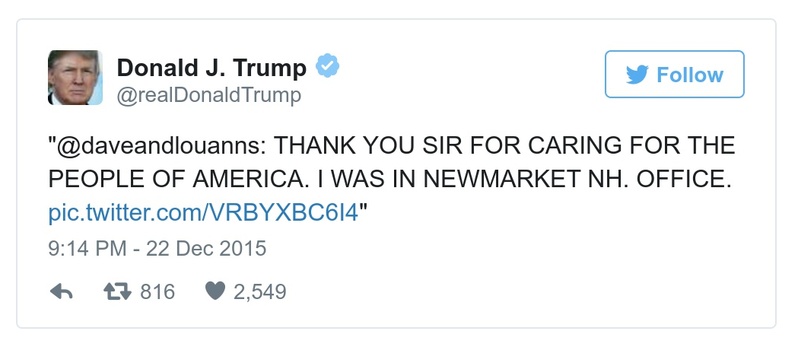 Donald J. Trump
@realDonaldTrump
Follow
"@daveandlouanns: THANK YOU SIR FOR CARING FOR THE
PEOPLE OF AMERICA. I WAS IN NEWMARKET NH. OFFICE.
pic.twitter.com/VRBYXBC6I4"
9:14 PM - 22 Dec 2015
816 2,549